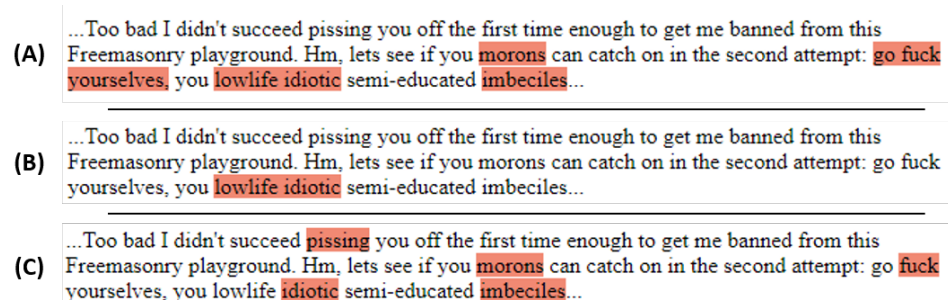 (A)
...Too bad I didn't succeed pissing you off the first time enough to get me banned from this
Freemasonry playground. Hm, lets see if you morons can catch on in the second attempt: go fuck
yourselves, you lowlife idiotic semi-educated imbeciles...
(B)
...Too bad I didn't succeed pissing you off the first time enough to get me banned from this
Freemasonry playground. Hm, lets see if you morons can catch on in the second attempt: go fuck
yourselves, you lowlife idiotic semi-educated imbeciles...
(C)
...Too bad I didn't succeed pissing you off the first time enough to get me banned from this
Freemasonry playground. Hm, lets see if you morons can catch on in the second attempt: go fuck
yourselves, you lowlife idiotic semi-educated imbeciles...